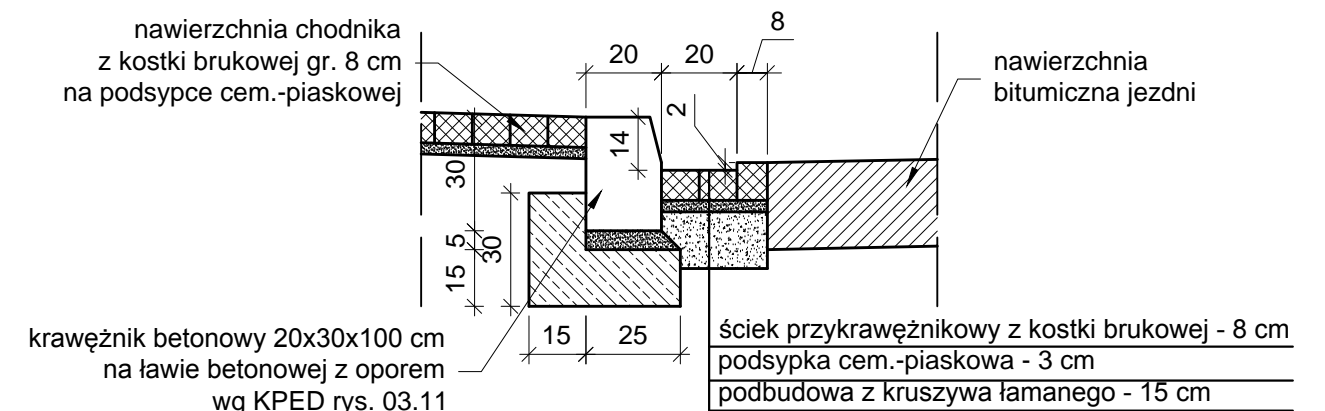 nawierzchnia chodnika
z kostki brukowej gr. 8 cm
na podsypce cem.-piaskowej
8
20 20
2
14
nawierzchnia
bitumiczna jezdni
30
5
30
15
15 25
krawężnik betonowy 20x30x100 cm
na ławie betonowej z oporem
wg KPED rys. 03.11
ściek przykrawężnikowy z kostki brukowej - 8 cm
podsypka cem.-piaskowa - 3 cm
podbudowa z kruszywa łamanego - 15 cm